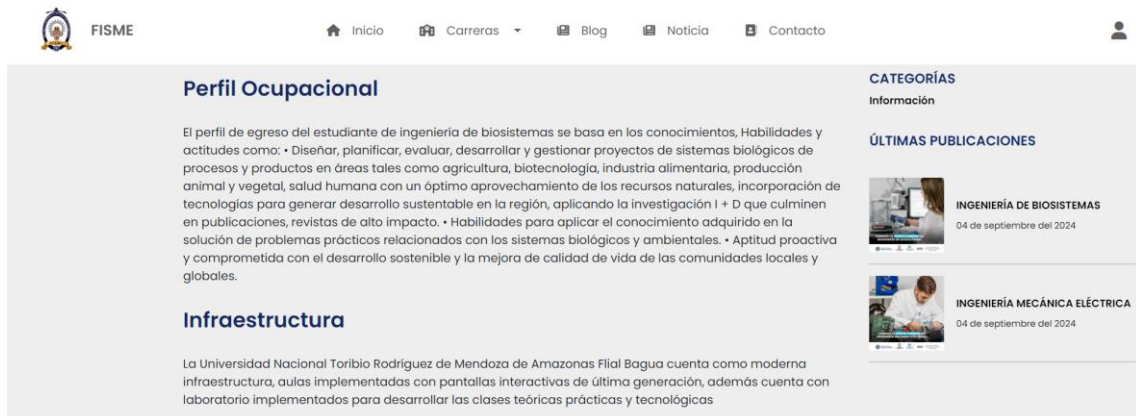 FISME
Inicio
Carreras
Blog
Noticia
Contacto
Perfil Ocupacional
El perfil de egreso del estudiante de ingeniería de biosistemas se basa en los conocimientos, Habilidades y
actitudes como: • Diseñar, planificar, evaluar, desarrollar y gestionar proyectos de sistemas biológicos de
procesos y productos en áreas tales como agricultura, biotecnología, industria alimentaria, producción
animal y vegetal, salud humana con un óptimo aprovechamiento de los recursos naturales, incorporación de
tecnologías para generar desarrollo sustentable en la región, aplicando la investigación I + D que culminen
en publicaciones, revistas de alto impacto. • Habilidades para aplicar el conocimiento adquirido en la
solución de problemas prácticos relacionados con los sistemas biológicos y ambientales. • Aptitud proactiva
y comprometida con el desarrollo sostenible y la mejora de calidad de vida de las comunidades locales y
globales.
Infraestructura
La Universidad Nacional Toribio Rodríguez de Mendoza de Amazonas Flial Bagua cuenta como moderna
infraestructura, aulas implementadas con pantallas interactivas de última generación, además cuenta con
laboratorio implementados para desarrollar las clases teóricas prácticas y tecnológicas
CATEGORÍAS
Información
ÚLTIMAS PUBLICACIONES
INGENIERÍA DE BIOSISTEMAS
04 de septiembre del 2024
INGENIERÍA MECÁNICA ELÉCTRICA
04 de septiembre del 2024